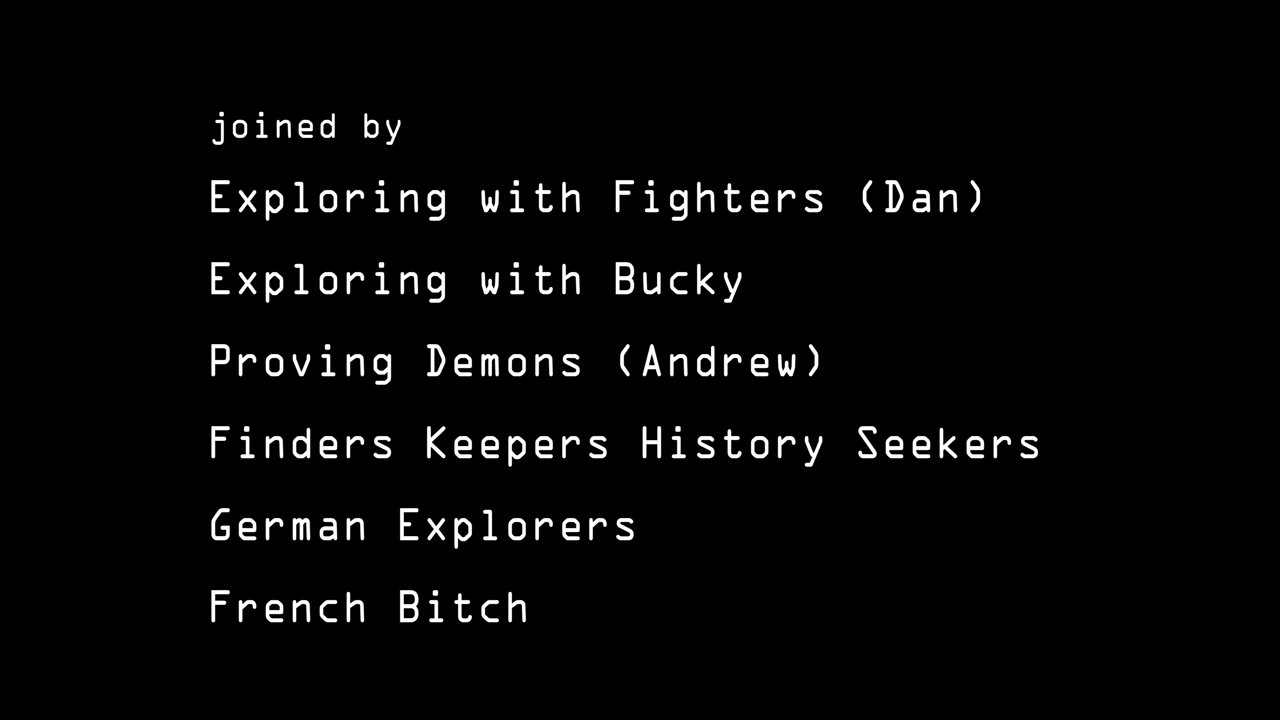 joined by
Exploring with Fighters (Dan)
Exploring with Bucky
Proving Demons (Andrew)
Finders Keepers History Seekers
German Explorers
French Bitch